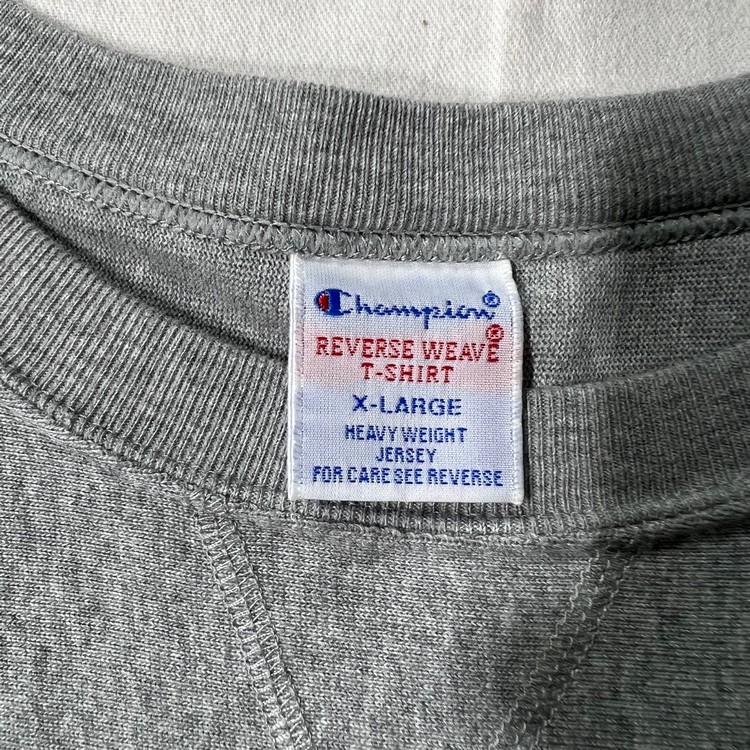 Champion®
REVERSE WEAVE®
T-SHIRT
X-LARGE
HEAVY WEIGHT
JERSEY
FOR CARE SEE REVERSE